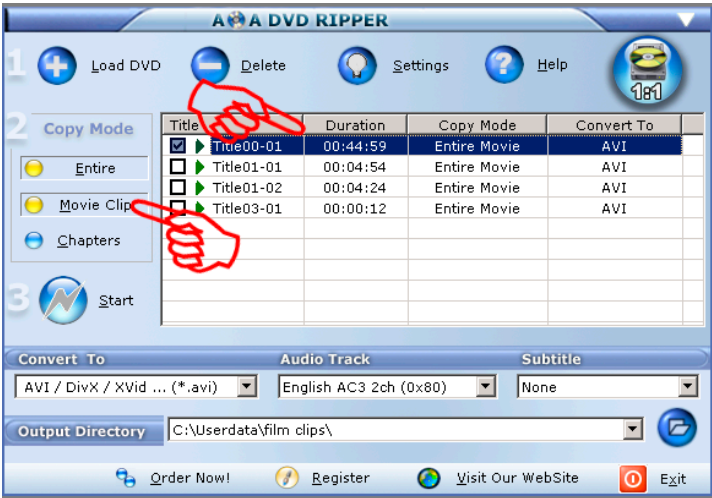 AOA DVD RIPPER
1 Load DVD Delete Settings Help
1:1
2 Copy Mode
Entire
Movie Clip
Chapters
3 Start
Title Duration Copy Mode Convert To
Title00-01 00:44:59 Entire Movie AVI
Title01-01 00:04:54 Entire Movie AVI
Title01-02 00:04:24 Entire Movie AVI
Title03-01 00:00:12 Entire Movie AVI
Convert To Audio Track Subtitle
AVI / DivX / XVid ... (*.avi) English AC3 2ch (0x80) None
Output Directory C:\Userdata\film clips\
Order Now! Register Visit Our WebSite Exit